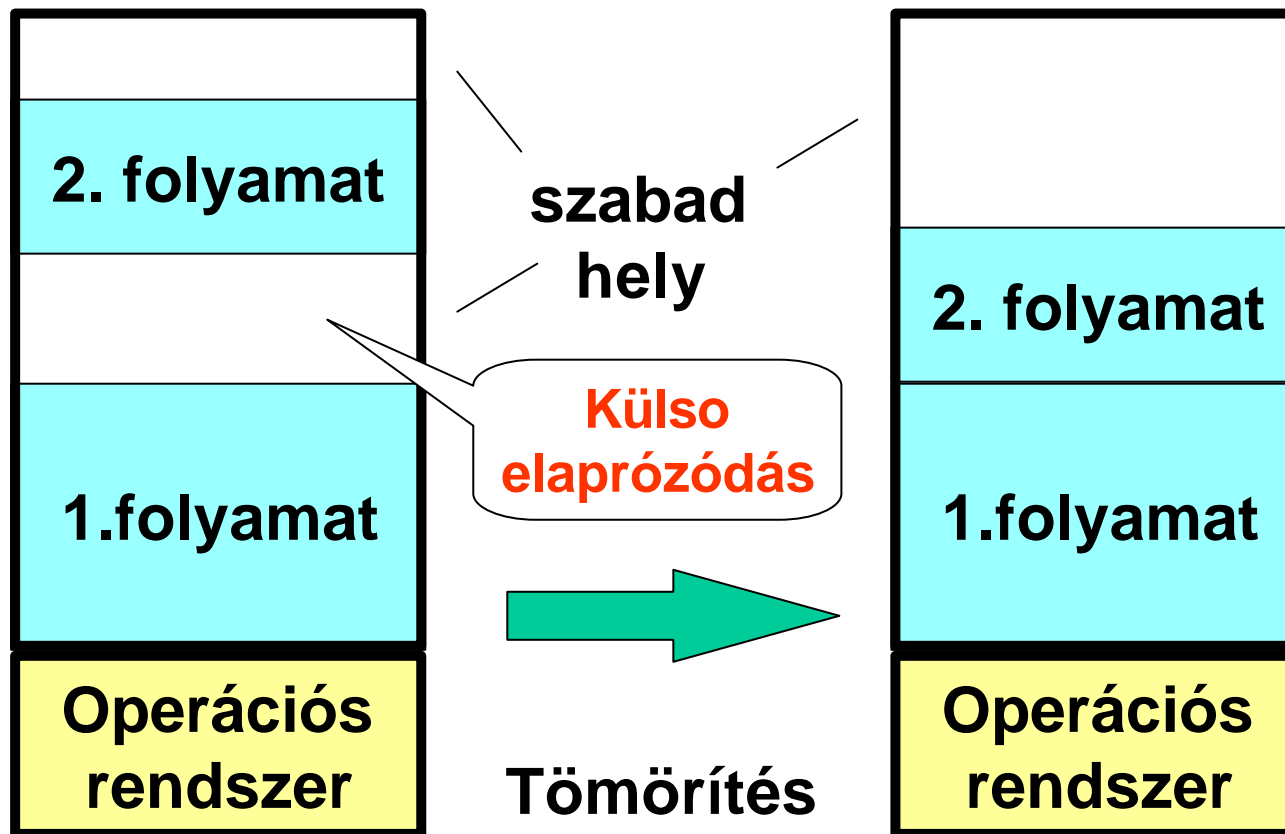 2. folyamat
1.folyamat
Operációs
rendszer
szabad
hely
Külso
elaprózódás
Tömörítés
2. folyamat
1.folyamat
Operációs
rendszer